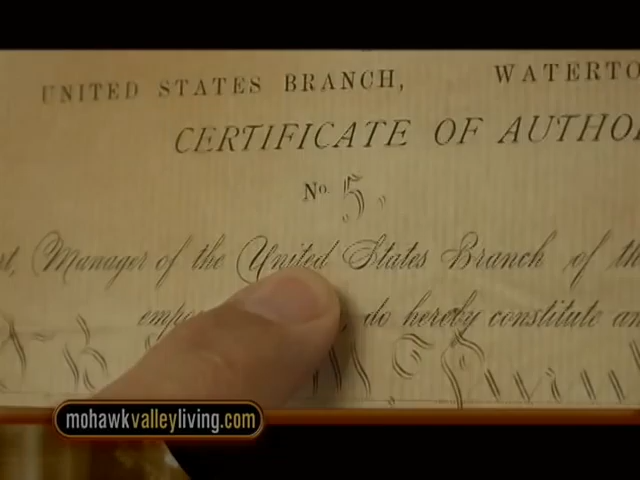 UNITED STATES BRANCH, WATERTO
CERTIFICATE OF AUTHO
No. 5.
Manager of the United States Branch of th
do hereby constitute an
mohawkvalleyliving.com